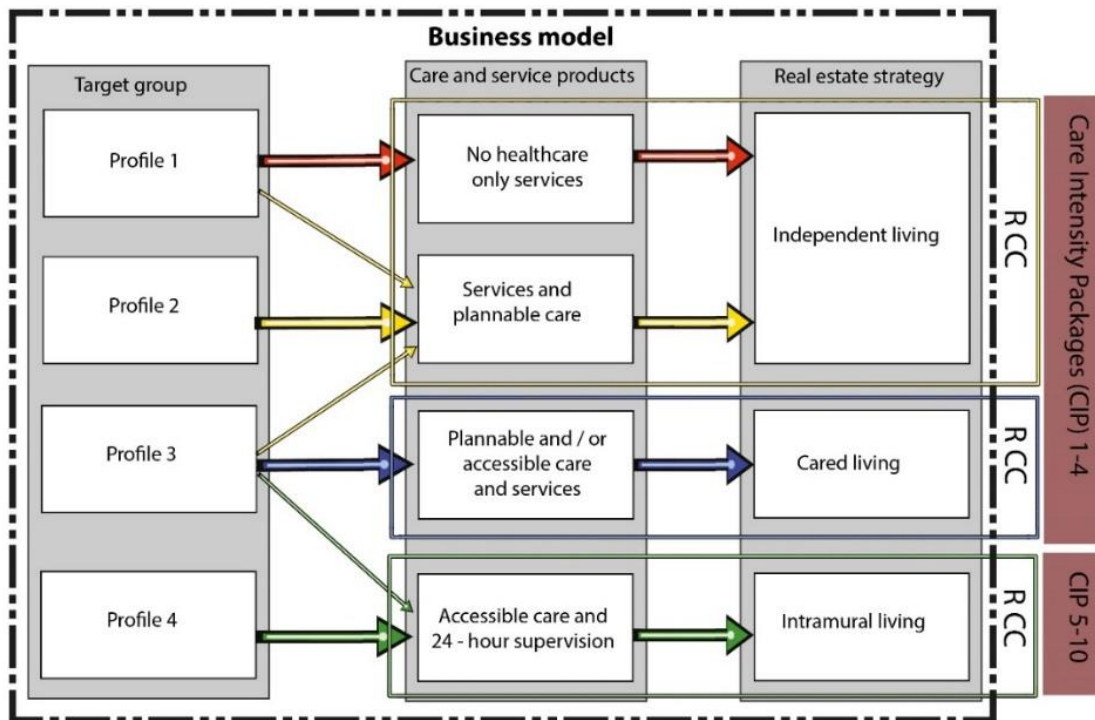 Business model
Target group
Care and service products
Real estate strategy
Profile 1
No healthcare
only services
Independent living
Profile 2
Services and
plannable care
Profile 3
Plannable and / or
accessible care
and services
Cared living
Profile 4
Accessible care and
24 - hour supervision
Intramural living
R CC
R CC
R CC
Care Intensity Packages (CIP) 1-4
CIP 5-10